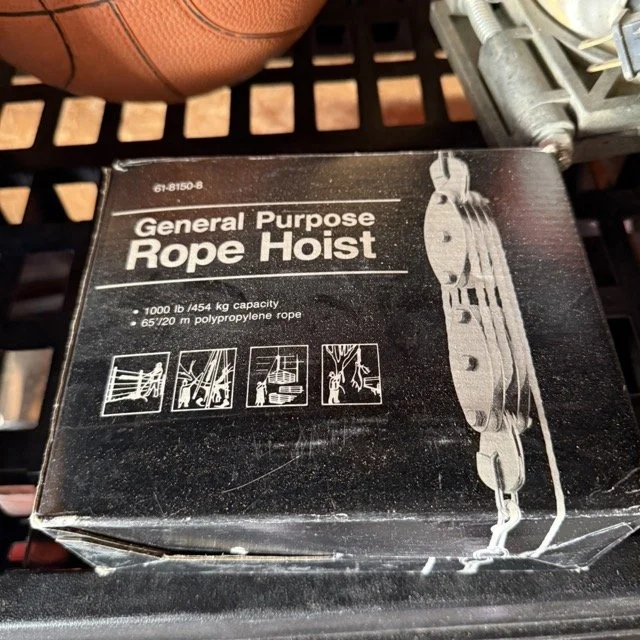 61-8150-8
General Purpose
Rope Hoist
• 1000 lb /454 kg capacity
• 65'/20 m polypropylene rope